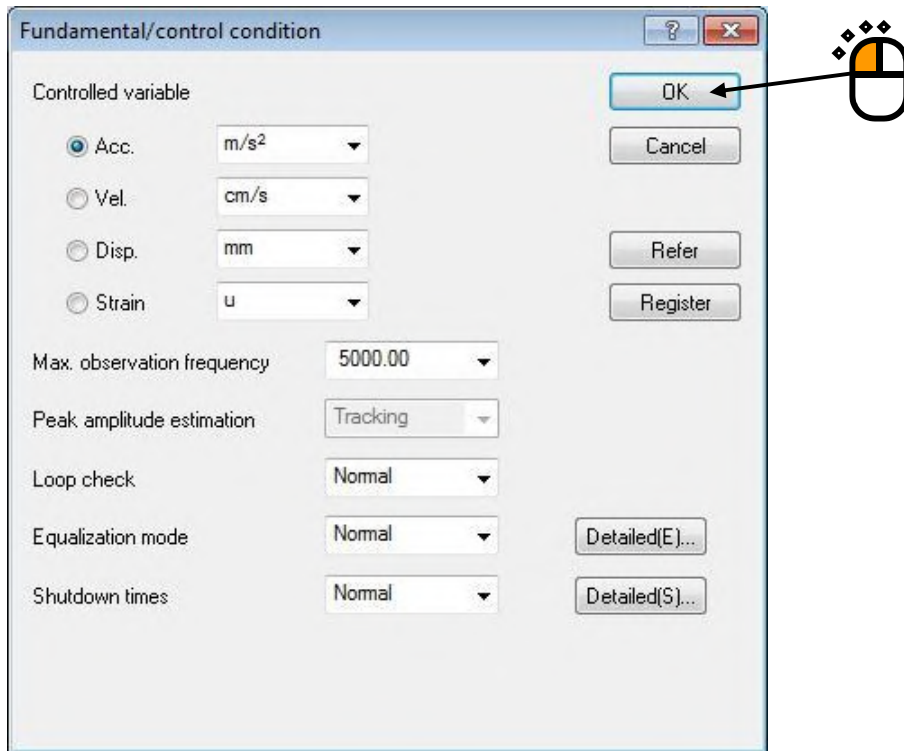 Fundamental/control condition
Controlled variable
OK
Acc. m/s²
Cancel
Vel. cm/s
Disp. mm
Refer
Strain u
Register
Max. observation frequency 5000.00
Peak amplitude estimation Tracking
Loop check Normal
Equalization mode Normal Detailed(E)...
Shutdown times Normal Detailed(S)...